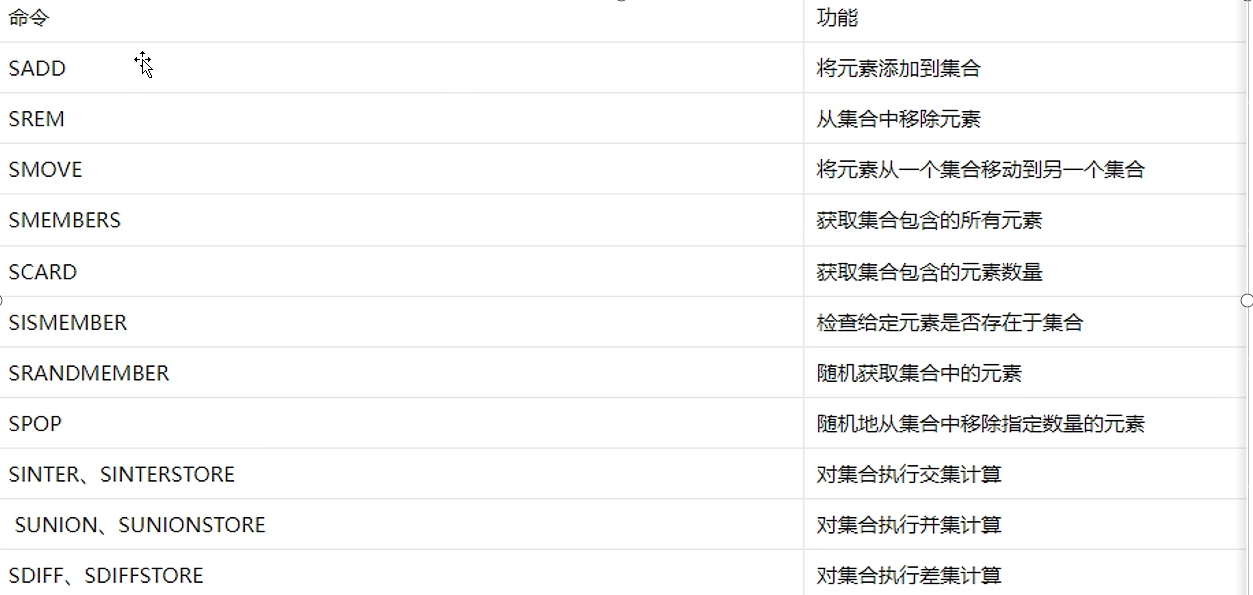 命令 功能
SADD 将元素添加到集合
SREM 从集合中移除元素
SMOVE 将元素从一个集合移动到另一个集合
SMEMBERS 获取集合包含的所有元素
SCARD 获取集合包含的元素数量
SISMEMBER 检查给定元素是否存在于集合
SRANDMEMBER 随机获取集合中的元素
SPOP 随机地从集合中移除指定数量的元素
SINTER、SINTERSTORE 对集合执行交集计算
SUNION、SUNIONSTORE 对集合执行并集计算
SDIFF、SDIFFSTORE 对集合执行差集计算